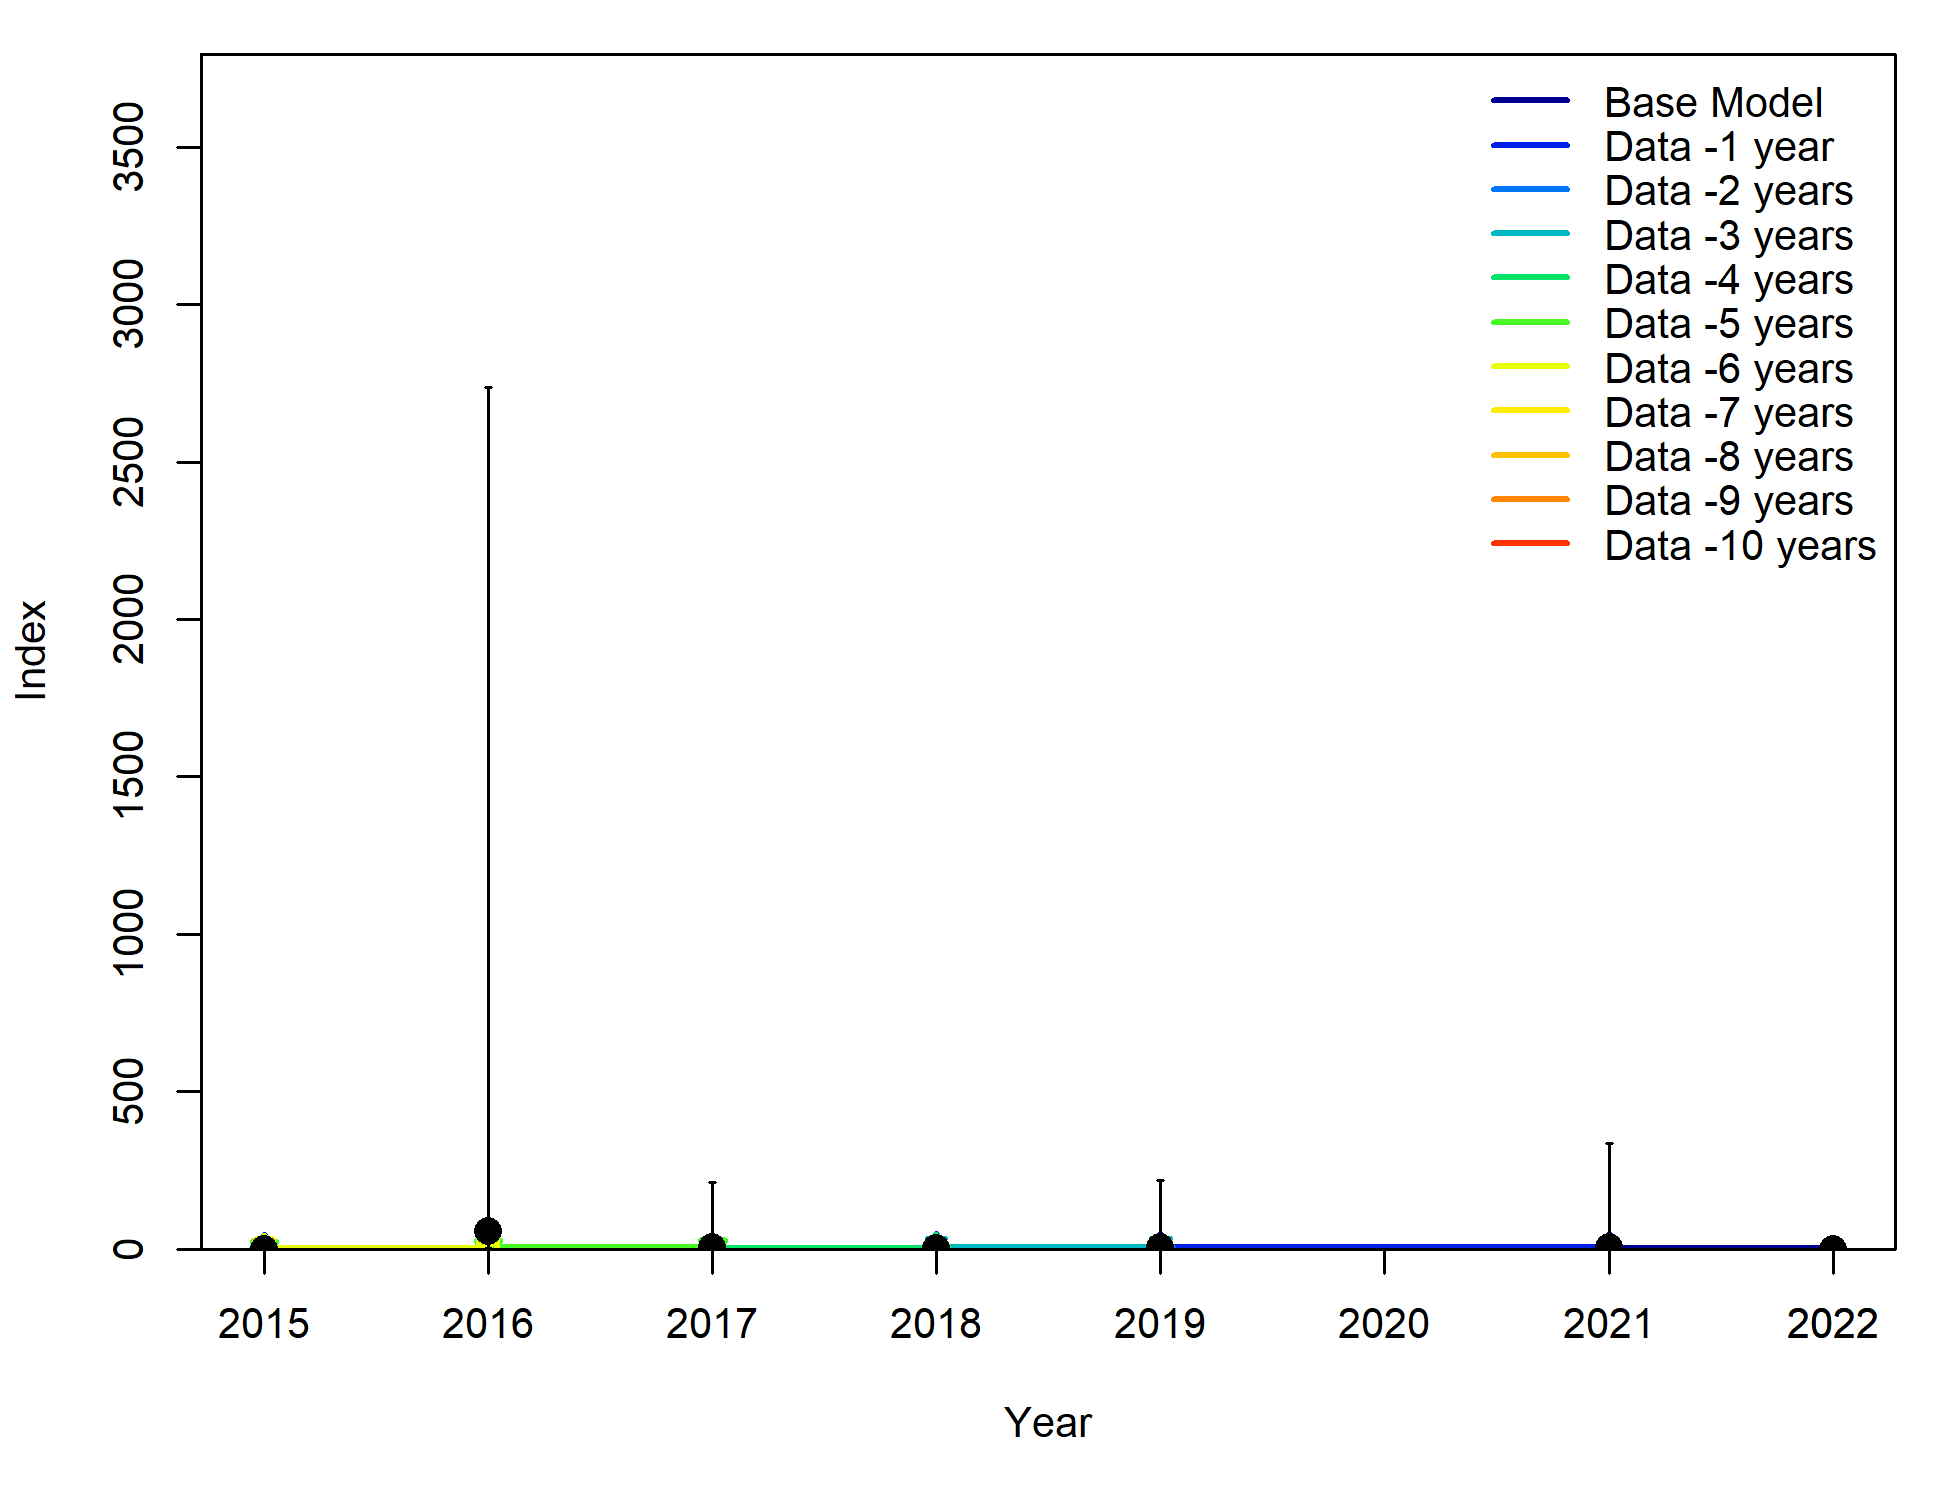 Base Model
Data -1 year
Data -2 years
Data -3 years
Data -4 years
Data -5 years
Data -6 years
Data -7 years
Data -8 years
Data -9 years
Data -10 years
3500
3000
2500
2000
1500
1000
500
0
Index
2015 2016 2017 2018 2019 2020 2021 2022
Year